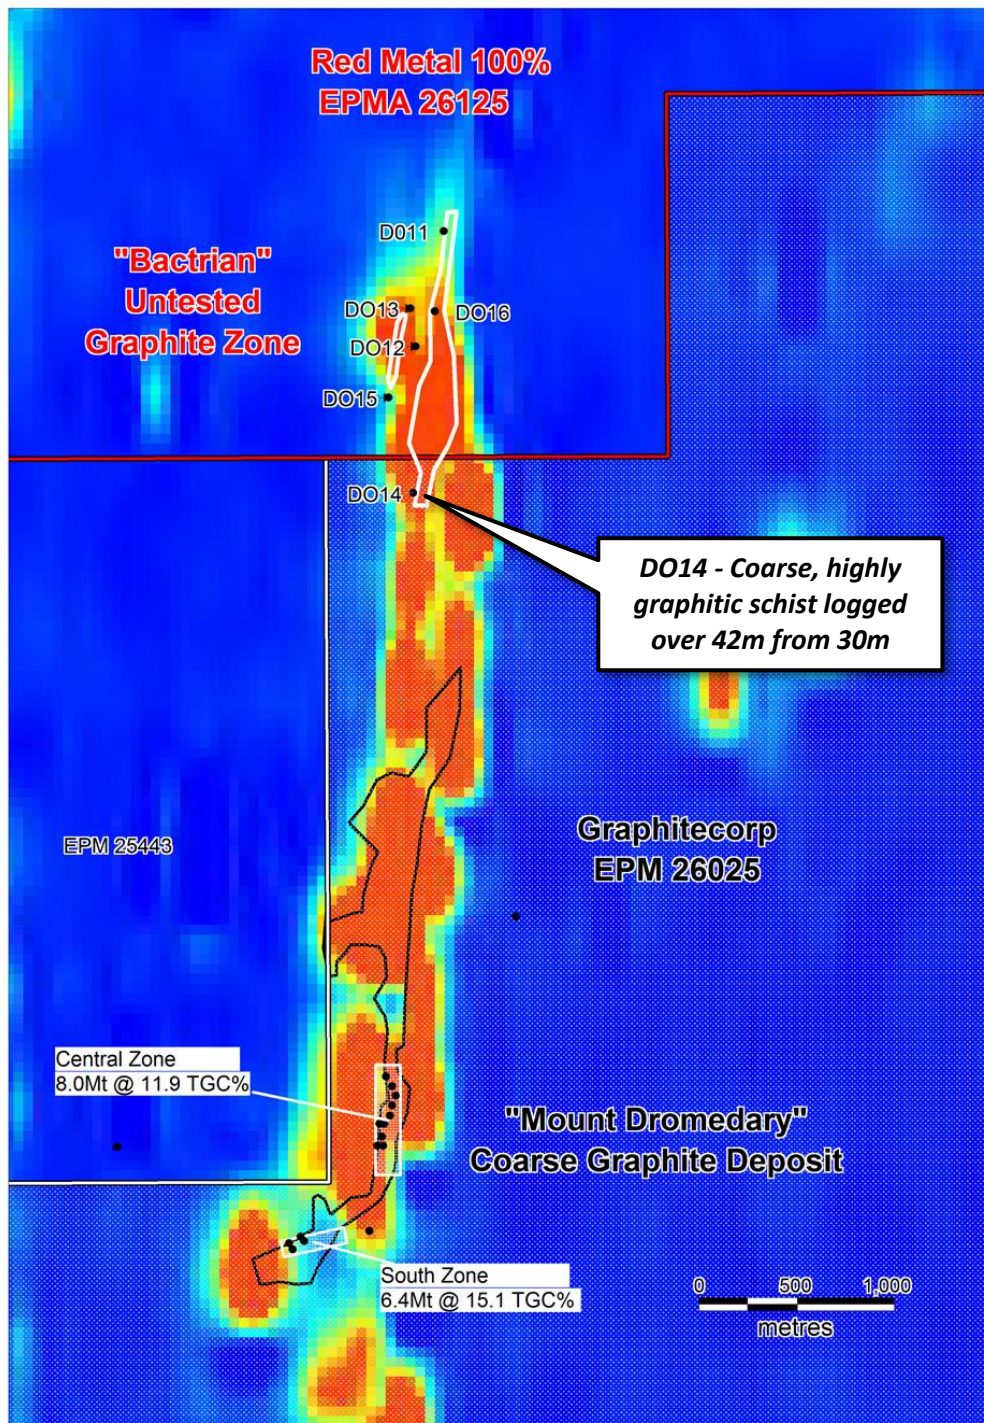 Red Metal 100%
EPMA 26125
D011
"Bactrian"
Untested
Graphite Zone
DO13
DO16
DO12
DO15
DO14
DO14 - Coarse, highly
graphitic schist logged
over 42m from 30m
Graphitecorp
EPM 26025
EPM 25443
Central Zone
8.0Mt @ 11.9 TGC%
"Mount Dromedary"
Coarse Graphite Deposit
South Zone
6.4Mt @ 15.1 TGC%
0 500 1,000
metres